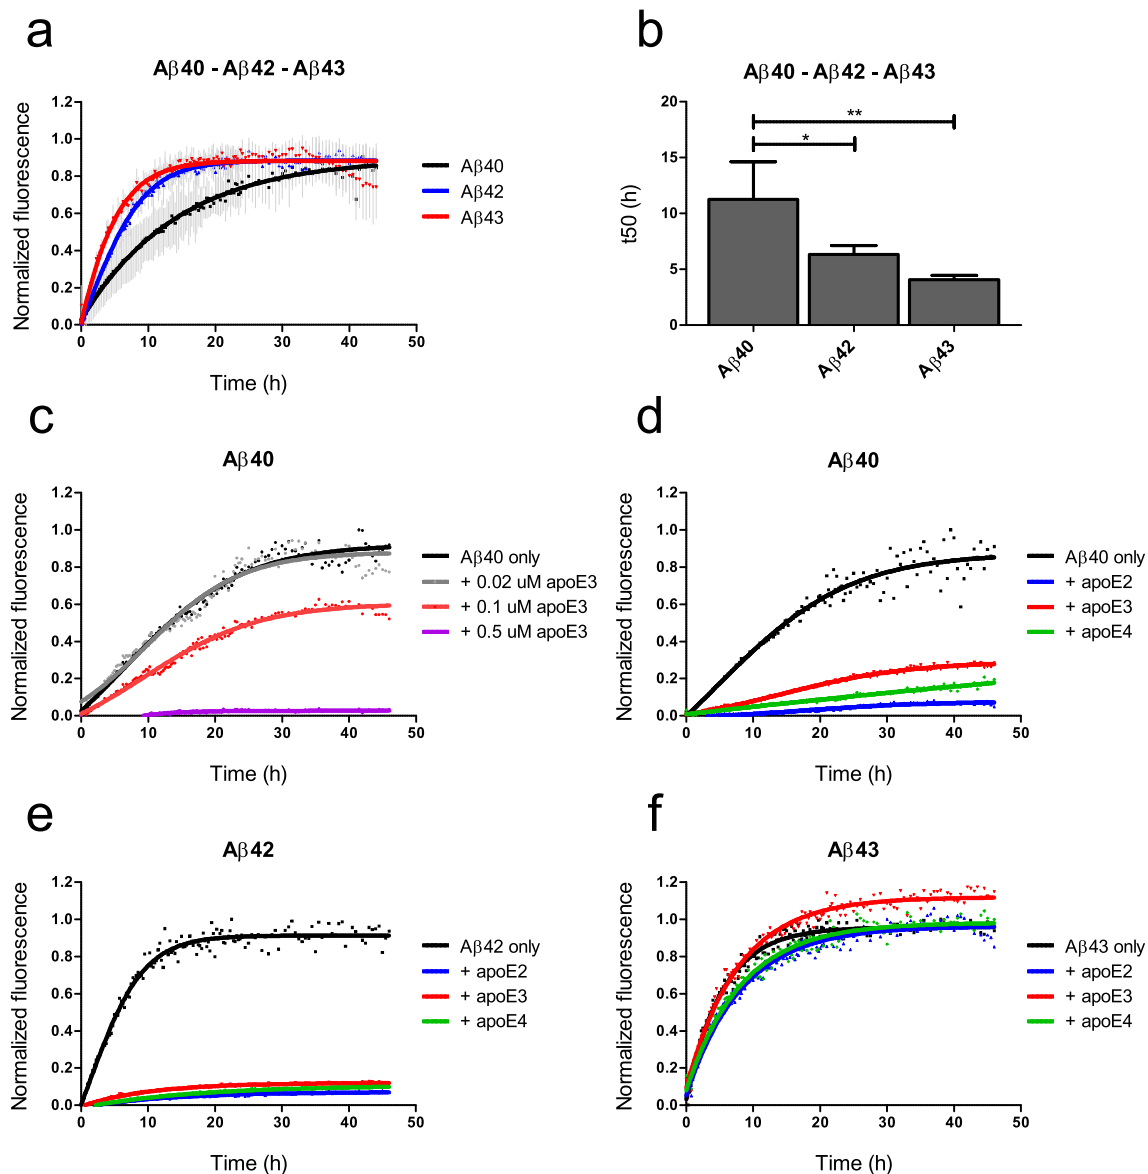 a
Aβ40 - Aβ42 - Aβ43
Normalized fluorescence
1.2
1.0
0.8
0.6
0.4
0.2
0.0
0 10 20 30 40 50
Time (h)
Aβ40
Aβ42
Aβ43
b
Aβ40 - Aβ42 - Aβ43
t50 (h)
20
15
10
5
0
**
*
Aβ40
Aβ42
Aβ43
c
Aβ40
Normalized fluorescence
1.2
1.0
0.8
0.6
0.4
0.2
0.0
0 10 20 30 40 50
Time (h)
Aβ40 only
+ 0.02 uM apoE3
+ 0.1 uM apoE3
+ 0.5 uM apoE3
d
Aβ40
Normalized fluorescence
1.2
1.0
0.8
0.6
0.4
0.2
0.0
0 10 20 30 40 50
Time (h)
Aβ40 only
+ apoE2
+ apoE3
+ apoE4
e
Aβ42
Normalized fluorescence
1.2
1.0
0.8
0.6
0.4
0.2
0.0
0 10 20 30 40 50
Time (h)
Aβ42 only
+ apoE2
+ apoE3
+ apoE4
f
Aβ43
Normalized fluorescence
1.2
1.0
0.8
0.6
0.4
0.2
0.0
0 10 20 30 40 50
Time (h)
Aβ43 only
+ apoE2
+ apoE3
+ apoE4